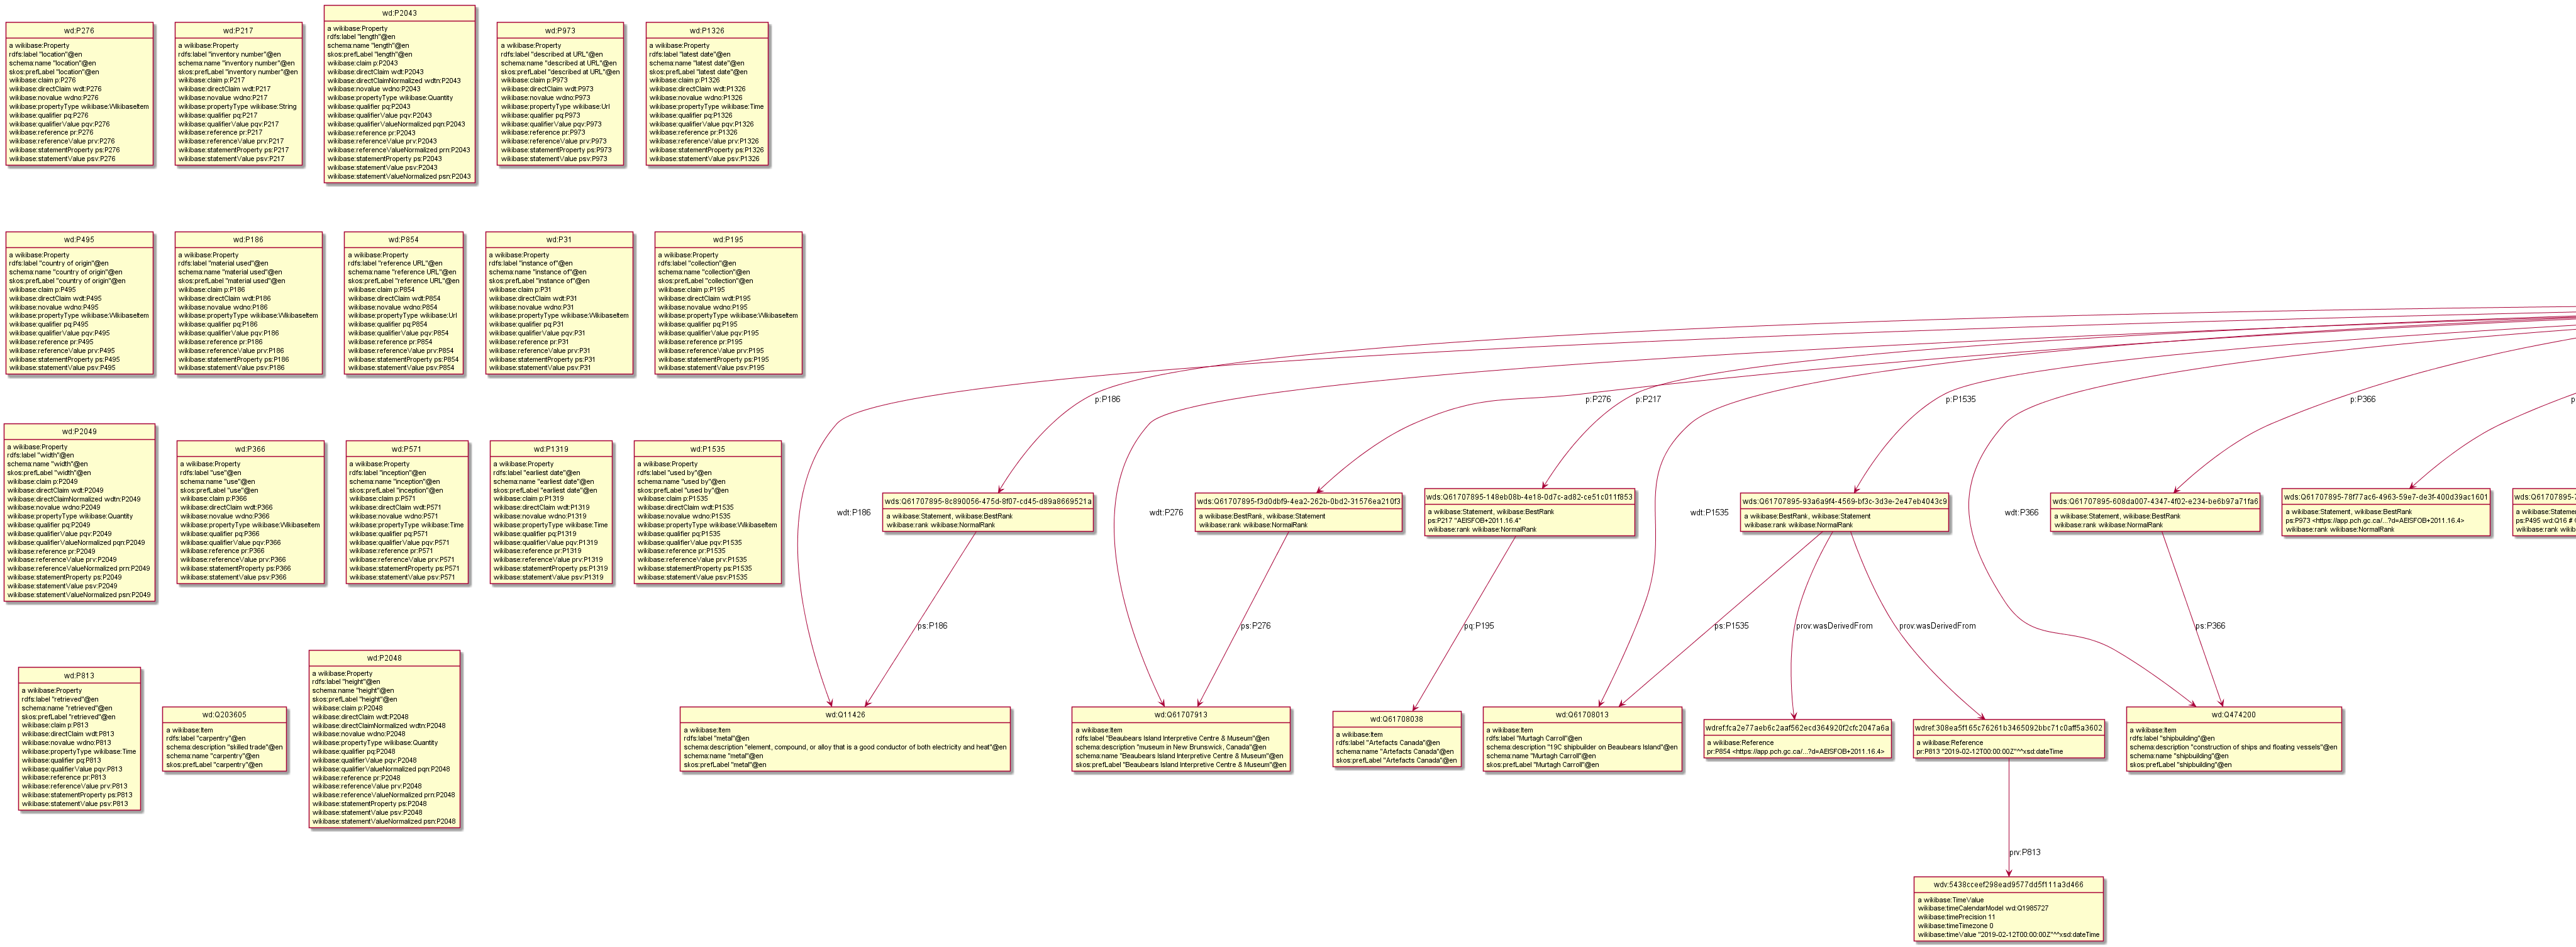 wd:P276
a wikibase:Property
rdfs:label "location"@en
schema:name "location"@en
skos:prefLabel "location"@en
wikibase:claim p:P276
wikibase:directClaim wdt:P276
wikibase:novalue wdno:P276
wikibase:propertyType wikibase:WikibaseItem
wikibase:qualifier pq:P276
wikibase:qualifierValue pqv:P276
wikibase:reference pr:P276
wikibase:referenceValue prv:P276
wikibase:statementProperty ps:P276
wikibase:statementValue psv:P276
wd:P217
a wikibase:Property
rdfs:label "inventory number"@en
schema:name "inventory number"@en
skos:prefLabel "inventory number"@en
wikibase:claim p:P217
wikibase:directClaim wdt:P217
wikibase:novalue wdno:P217
wikibase:propertyType wikibase:String
wikibase:qualifier pq:P217
wikibase:qualifierValue pqv:P217
wikibase:reference pr:P217
wikibase:referenceValue prv:P217
wikibase:statementProperty ps:P217
wikibase:statementValue psv:P217
wd:P2043
a wikibase:Property
rdfs:label "length"@en
schema:name "length"@en
skos:prefLabel "length"@en
wikibase:claim p:P2043
wikibase:directClaim wdt:P2043
wikibase:directClaimNormalized wdtn:P2043
wikibase:novalue wdno:P2043
wikibase:propertyType wikibase:Quantity
wikibase:qualifier pq:P2043
wikibase:qualifierValue pqv:P2043
wikibase:qualifierValueNormalized pqn:P2043
wikibase:reference pr:P2043
wikibase:referenceValue prv:P2043
wikibase:referenceValueNormalized prn:P2043
wikibase:statementProperty ps:P2043
wikibase:statementValue psv:P2043
wikibase:statementValueNormalized psn:P2043
wd:P973
a wikibase:Property
rdfs:label "described at URL"@en
schema:name "described at URL"@en
skos:prefLabel "described at URL"@en
wikibase:claim p:P973
wikibase:directClaim wdt:P973
wikibase:novalue wdno:P973
wikibase:propertyType wikibase:Url
wikibase:qualifier pq:P973
wikibase:qualifierValue pqv:P973
wikibase:reference pr:P973
wikibase:referenceValue prv:P973
wikibase:statementProperty ps:P973
wikibase:statementValue psv:P973
wd:P1326
a wikibase:Property
rdfs:label "latest date"@en
schema:name "latest date"@en
skos:prefLabel "latest date"@en
wikibase:claim p:P1326
wikibase:directClaim wdt:P1326
wikibase:novalue wdno:P1326
wikibase:propertyType wikibase:Time
wikibase:qualifier pq:P1326
wikibase:qualifierValue pqv:P1326
wikibase:reference pr:P1326
wikibase:referenceValue prv:P1326
wikibase:statementProperty ps:P1326
wikibase:statementValue psv:P1326
wd:P495
a wikibase:Property
rdfs:label "country of origin"@en
schema:name "country of origin"@en
skos:prefLabel "country of origin"@en
wikibase:claim p:P495
wikibase:directClaim wdt:P495
wikibase:novalue wdno:P495
wikibase:propertyType wikibase:WikibaseItem
wikibase:qualifier pq:P495
wikibase:qualifierValue pqv:P495
wikibase:reference pr:P495
wikibase:referenceValue prv:P495
wikibase:statementProperty ps:P495
wikibase:statementValue psv:P495
wd:P186
a wikibase:Property
rdfs:label "material used"@en
schema:name "material used"@en
skos:prefLabel "material used"@en
wikibase:claim p:P186
wikibase:directClaim wdt:P186
wikibase:novalue wdno:P186
wikibase:propertyType wikibase:WikibaseItem
wikibase:qualifier pq:P186
wikibase:qualifierValue pqv:P186
wikibase:reference pr:P186
wikibase:referenceValue prv:P186
wikibase:statementProperty ps:P186
wikibase:statementValue psv:P186
wd:P854
a wikibase:Property
rdfs:label "reference URL"@en
schema:name "reference URL"@en
skos:prefLabel "reference URL"@en
wikibase:claim p:P854
wikibase:directClaim wdt:P854
wikibase:novalue wdno:P854
wikibase:propertyType wikibase:Url
wikibase:qualifier pq:P854
wikibase:qualifierValue pqv:P854
wikibase:reference pr:P854
wikibase:referenceValue prv:P854
wikibase:statementProperty ps:P854
wikibase:statementValue psv:P854
wd:P31
a wikibase:Property
rdfs:label "instance of"@en
schema:name "instance of"@en
skos:prefLabel "instance of"@en
wikibase:claim p:P31
wikibase:directClaim wdt:P31
wikibase:novalue wdno:P31
wikibase:propertyType wikibase:WikibaseItem
wikibase:qualifier pq:P31
wikibase:qualifierValue pqv:P31
wikibase:reference pr:P31
wikibase:referenceValue prv:P31
wikibase:statementProperty ps:P31
wikibase:statementValue psv:P31
wd:P195
a wikibase:Property
rdfs:label "collection"@en
schema:name "collection"@en
skos:prefLabel "collection"@en
wikibase:claim p:P195
wikibase:directClaim wdt:P195
wikibase:novalue wdno:P195
wikibase:propertyType wikibase:WikibaseItem
wikibase:qualifier pq:P195
wikibase:qualifierValue pqv:P195
wikibase:reference pr:P195
wikibase:referenceValue prv:P195
wikibase:statementProperty ps:P195
wikibase:statementValue psv:P195
wd:P2049
a wikibase:Property
rdfs:label "width"@en
schema:name "width"@en
skos:prefLabel "width"@en
wikibase:claim p:P2049
wikibase:directClaim wdt:P2049
wikibase:directClaimNormalized wdtn:P2049
wikibase:novalue wdno:P2049
wikibase:propertyType wikibase:Quantity
wikibase:qualifier pq:P2049
wikibase:qualifierValue pqv:P2049
wikibase:qualifierValueNormalized pqn:P2049
wikibase:reference pr:P2049
wikibase:referenceValue prv:P2049
wikibase:referenceValueNormalized prn:P2049
wikibase:statementProperty ps:P2049
wikibase:statementValue psv:P2049
wikibase:statementValueNormalized psn:P2049
wd:P366
a wikibase:Property
rdfs:label "use"@en
schema:name "use"@en
skos:prefLabel "use"@en
wikibase:claim p:P366
wikibase:directClaim wdt:P366
wikibase:novalue wdno:P366
wikibase:propertyType wikibase:WikibaseItem
wikibase:qualifier pq:P366
wikibase:qualifierValue pqv:P366
wikibase:reference pr:P366
wikibase:referenceValue prv:P366
wikibase:statementProperty ps:P366
wikibase:statementValue psv:P366
wd:P571
a wikibase:Property
rdfs:label "inception"@en
schema:name "inception"@en
skos:prefLabel "inception"@en
wikibase:claim p:P571
wikibase:directClaim wdt:P571
wikibase:novalue wdno:P571
wikibase:propertyType wikibase:Time
wikibase:qualifier pq:P571
wikibase:qualifierValue pqv:P571
wikibase:reference pr:P571
wikibase:referenceValue prv:P571
wikibase:statementProperty ps:P571
wikibase:statementValue psv:P571
wd:P1319
a wikibase:Property
rdfs:label "earliest date"@en
schema:name "earliest date"@en
skos:prefLabel "earliest date"@en
wikibase:claim p:P1319
wikibase:directClaim wdt:P1319
wikibase:novalue wdno:P1319
wikibase:propertyType wikibase:Time
wikibase:qualifier pq:P1319
wikibase:qualifierValue pqv:P1319
wikibase:reference pr:P1319
wikibase:referenceValue prv:P1319
wikibase:statementProperty ps:P1319
wikibase:statementValue psv:P1319
wd:P1535
a wikibase:Property
rdfs:label "used by"@en
schema:name "used by"@en
skos:prefLabel "used by"@en
wikibase:claim p:P1535
wikibase:directClaim wdt:P1535
wikibase:novalue wdno:P1535
wikibase:propertyType wikibase:WikibaseItem
wikibase:qualifier pq:P1535
wikibase:qualifierValue pqv:P1535
wikibase:reference pr:P1535
wikibase:referenceValue prv:P1535
wikibase:statementProperty ps:P1535
wikibase:statementValue psv:P1535
wd:P813
a wikibase:Property
rdfs:label "retrieved"@en
schema:name "retrieved"@en
skos:prefLabel "retrieved"@en
wikibase:claim p:P813
wikibase:directClaim wdt:P813
wikibase:novalue wdno:P813
wikibase:propertyType wikibase:Time
wikibase:qualifier pq:P813
wikibase:qualifierValue pqv:P813
wikibase:reference pr:P813
wikibase:referenceValue prv:P813
wikibase:statementProperty ps:P813
wikibase:statementValue psv:P813
wd:Q203605
a wikibase:Item
rdfs:label "carpentry"@en
schema:description "skilled trade"@en
schema:name "carpentry"@en
skos:prefLabel "carpentry"@en
wd:P2048
a wikibase:Property
rdfs:label "height"@en
schema:name "height"@en
skos:prefLabel "height"@en
wikibase:claim p:P2048
wikibase:directClaim wdt:P2048
wikibase:directClaimNormalized wdtn:P2048
wikibase:novalue wdno:P2048
wikibase:propertyType wikibase:Quantity
wikibase:qualifier pq:P2048
wikibase:qualifierValue pqv:P2048
wikibase:qualifierValueNormalized pqn:P2048
wikibase:reference pr:P2048
wikibase:referenceValue prv:P2048
wikibase:referenceValueNormalized prn:P2048
wikibase:statementProperty ps:P2048
wikibase:statementValue psv:P2048
wikibase:statementValueNormalized psn:P2048
p:P186
p:P276
p:P217
p:P1535
p:P366
p
wdt:P186
wdt:P276
wdt:P1535
wdt:P366
wds:Q61707895-8c890056-475d-8f07-cd45-d89a8669521a
a wikibase:Statement, wikibase:BestRank
wikibase:rank wikibase:NormalRank
wds:Q61707895-f3d0dbf9-4ea2-262b-0bd2-31576ea210f3
a wikibase:BestRank, wikibase:Statement
wikibase:rank wikibase:NormalRank
wds:Q61707895-148eb08b-4e18-0d7c-ad82-ce51c011f853
a wikibase:Statement, wikibase:BestRank
ps:P217 "AEISFOB+2011.16.4"
wikibase:rank wikibase:NormalRank
wds:Q61707895-93a6a9f4-4569-bf3c-3d3e-2e47eb4043c9
a wikibase:BestRank, wikibase:Statement
wikibase:rank wikibase:NormalRank
wds:Q61707895-608da007-4347-4f02-e234-be6b97a71fa6
a wikibase:Statement, wikibase:BestRank
wikibase:rank wikibase:NormalRank
wds:Q61707895-78f77ac6-4963-59e7-de3f-400d39ac1601
a wikibase:Statement, wikibase:BestRank
ps:P973 <https://app.pch.gc.ca/...?d=AEISFOB+2011.16.4>
wikibase:rank wikibase:NormalRank
wds:Q61707895-
a wikibase:Stateme
ps:P495 wd:Q16 #
wikibase:rank wikib
ps:P186
ps:P276
pq:P195
ps:P1535
prov:wasDerivedFrom
prov:wasDerivedFrom
ps:P366
wd:Q11426
a wikibase:Item
rdfs:label "metal"@en
schema:description "element, compound, or alloy that is a good conductor of both electricity and heat"@en
schema:name "metal"@en
skos:prefLabel "metal"@en
wd:Q61707913
a wikibase:Item
rdfs:label "Beaubears Island Interpretive Centre & Museum"@en
schema:description "museum in New Brunswick, Canada"@en
schema:name "Beaubears Island Interpretive Centre & Museum"@en
skos:prefLabel "Beaubears Island Interpretive Centre & Museum"@en
wd:Q61708038
a wikibase:Item
rdfs:label "Artefacts Canada"@en
schema:name "Artefacts Canada"@en
skos:prefLabel "Artefacts Canada"@en
wd:Q61708013
a wikibase:Item
rdfs:label "Murtagh Carroll"@en
schema:description "19C shipbuilder on Beaubears Island"@en
schema:name "Murtagh Carroll"@en
skos:prefLabel "Murtagh Carroll"@en
wdref:fca2e77aeb6c2aaf562ecd364920f2cfc2047a6a
a wikibase:Reference
pr:P854 <https://app.pch.gc.ca/...?d=AEISFOB+2011.16.4>
wdref:308ea5f165c76261b3465092bbc71c0aff5a3602
a wikibase:Reference
pr:P813 "2019-02-12T00:00:00Z"^^xsd:dateTime
wd:Q474200
a wikibase:Item
rdfs:label "shipbuilding"@en
schema:description "construction of ships and floating vessels"@en
schema:name "shipbuilding"@en
skos:prefLabel "shipbuilding"@en
prv:P813
wdv:5438cceef298ead9577dd5f111a3d466
a wikibase:TimeValue
wikibase:timeCalendarModel wd:Q1985727
wikibase:timePrecision 11
wikibase:timeTimezone 0
wikibase:timeValue "2019-02-12T00:00:00Z"^^xsd:dateTime